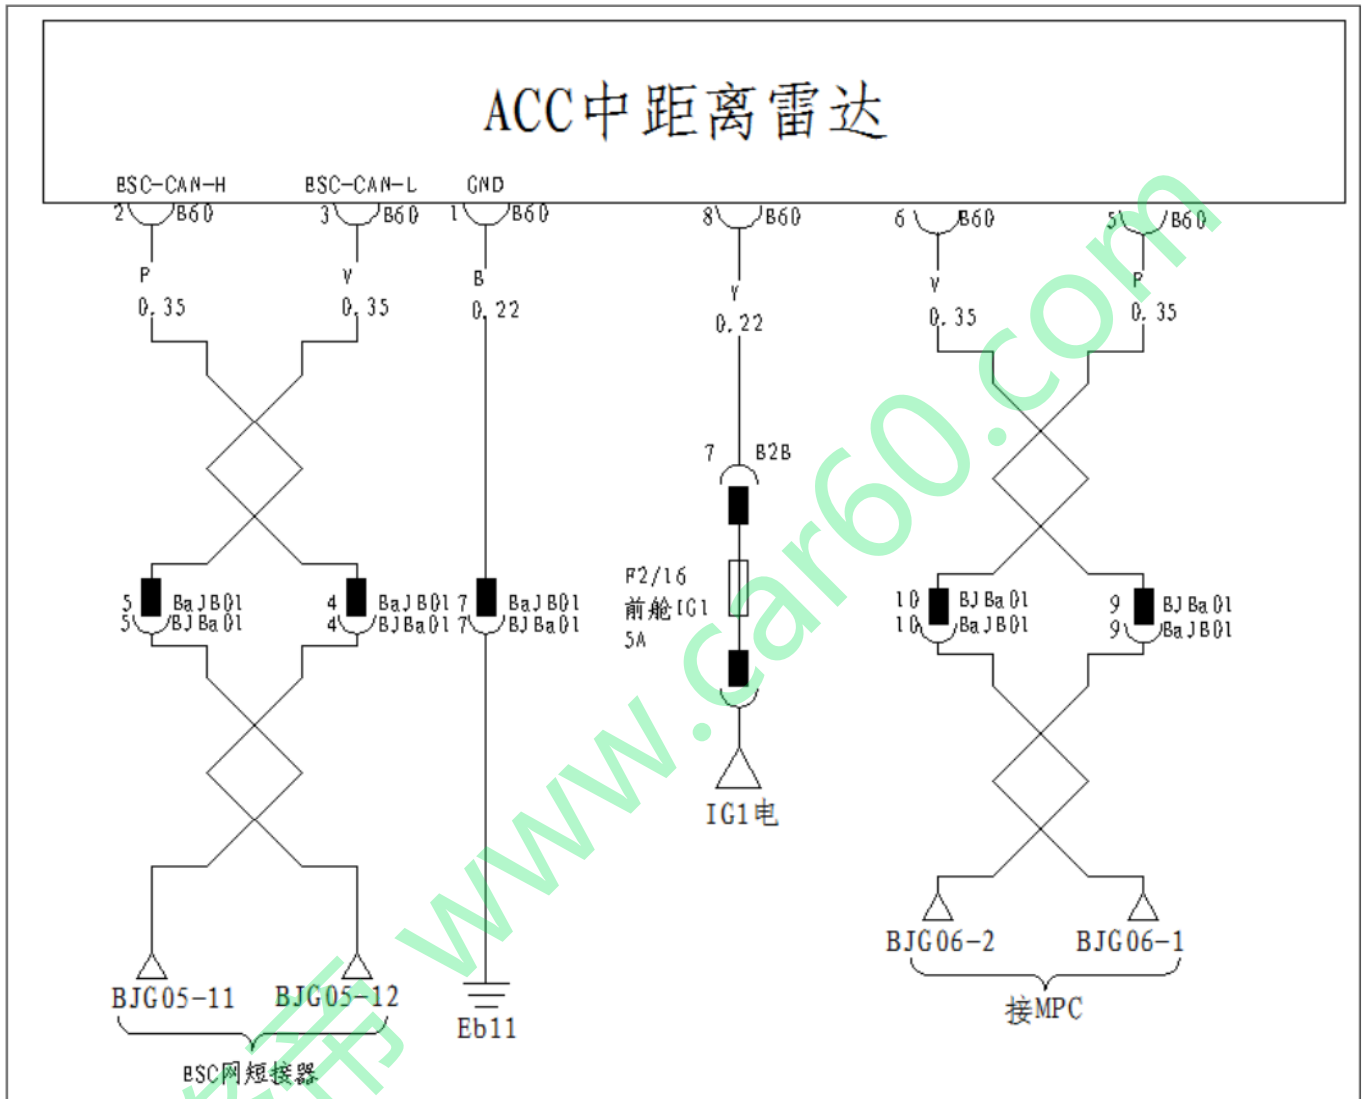 ACC中距离雷达
BSC-CAN-H BSC-CAN-L GND
2 B60 3 B60 1 B60 8 B60 6 B60 5 B60
P V B Y V P
0.35 0.35 0.22 0.22 0.35 0.35
7 B2B
F2/16
前舱IG1
5A
5 BaJB01 4 BaJB01 7 BaJB01 10 BJBa01 9 BJBa01
5 BJBa01 4 BJBa01 7 BJBa01 10 BaJB01 9 BaJB01
IG1电
BJG06-2 BJG06-1
接MPC
BJG05-11 BJG05-12
Eb11
ESC网短接器
www.car60.com